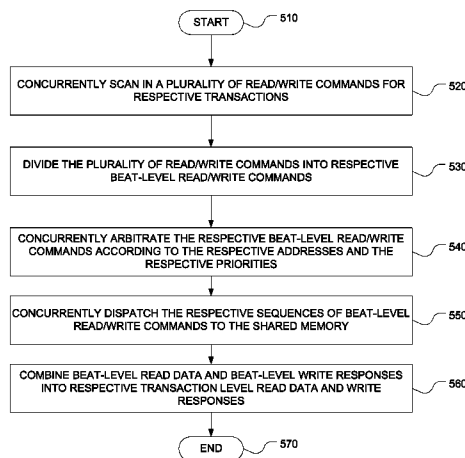 START
510
CONCURRENTLY SCAN IN A PLURALITY OF READ/WRITE COMMANDS FOR
RESPECTIVE TRANSACTIONS
520
DIVIDE THE PLURALITY OF READ/WRITE COMMANDS INTO RESPECTIVE
BEAT-LEVEL READ/WRITE COMMANDS
530
CONCURRENTLY ARBITRATE THE RESPECTIVE BEAT-LEVEL READ/WRITE
COMMANDS ACCORDING TO THE RESPECTIVE ADDRESSES AND THE
RESPECTIVE PRIORITIES
540
CONCURRENTLY DISPATCH THE RESPECTIVE SEQUENCES OF BEAT-LEVEL
READ/WRITE COMMANDS TO THE SHARED MEMORY
550
COMBINE BEAT-LEVEL READ DATA AND BEAT-LEVEL WRITE RESPONSES
INTO RESPECTIVE TRANSACTION LEVEL READ DATA AND WRITE
RESPONSES
560
END
570